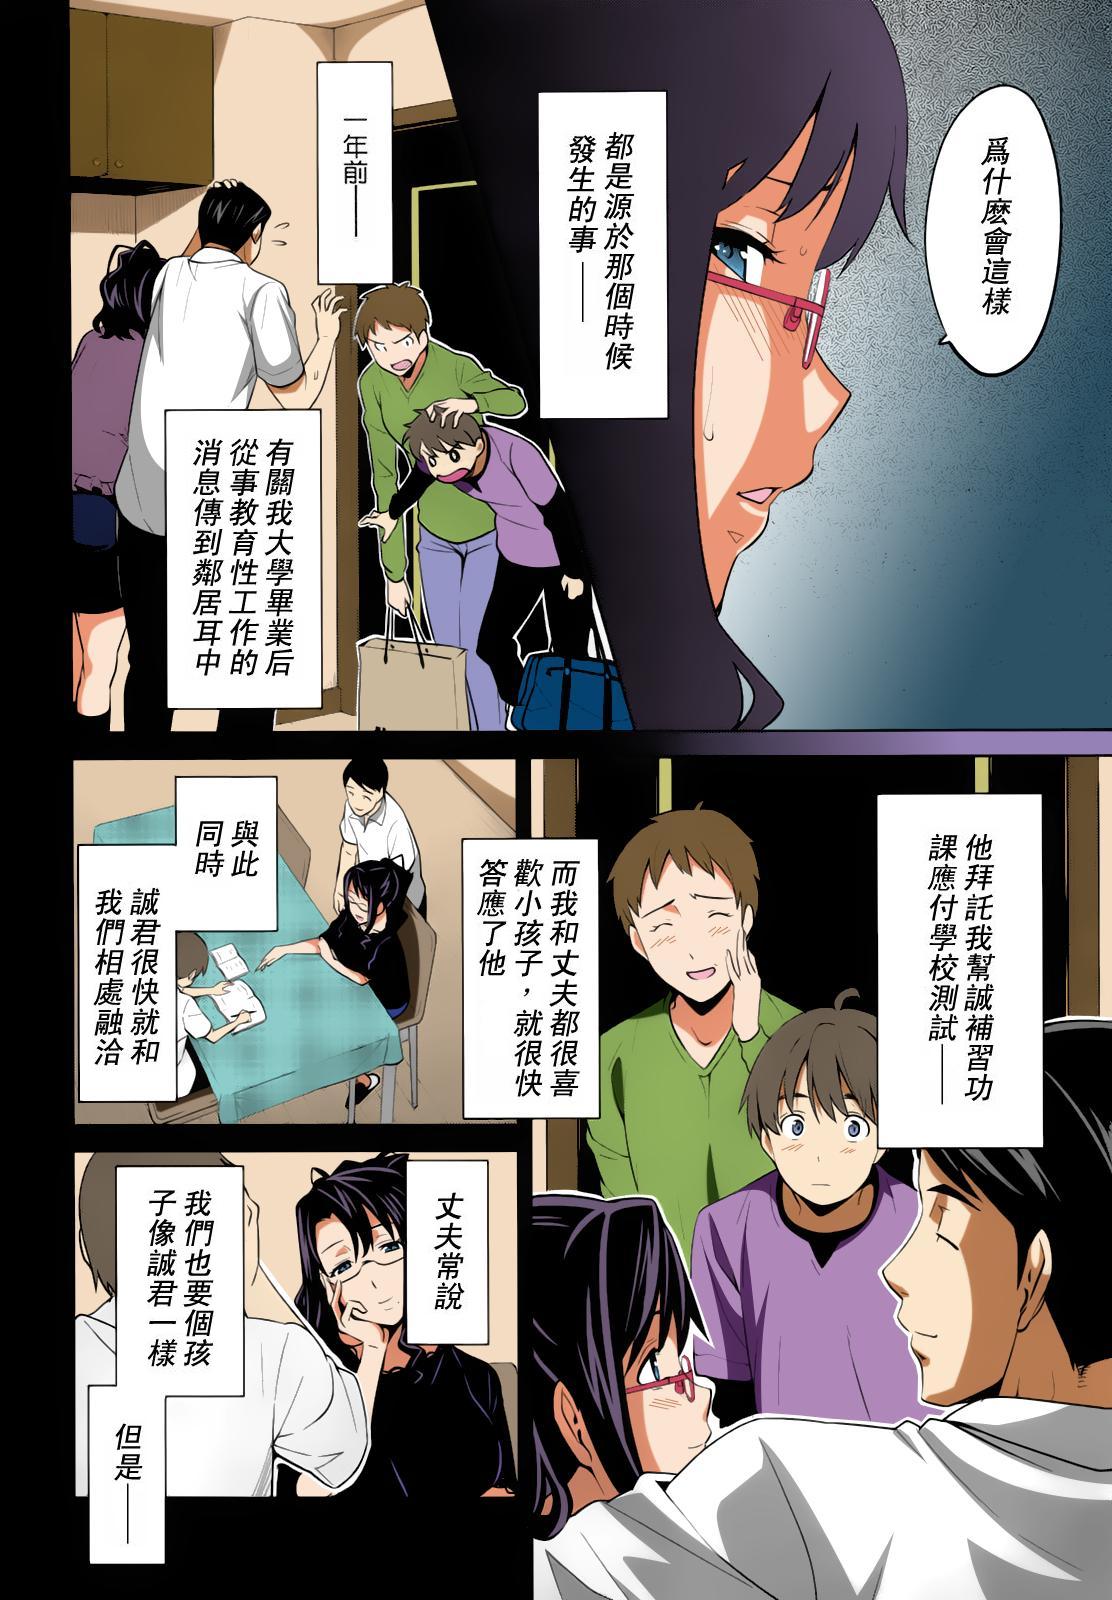 爲什麽會這樣
都是源於那個時候
發生的事——
一年前——
有關我大學畢業后
從事教育性工作的
消息傳到鄰居耳中
他拜託我幫誠補習功
課應付學校測試——
而我和丈夫都很喜
歡小孩子，就很快
答應了他
與此
同時
誠君很快就和
我們相處融洽
丈夫常說
我們也要個孩
子像誠君一樣
但是——